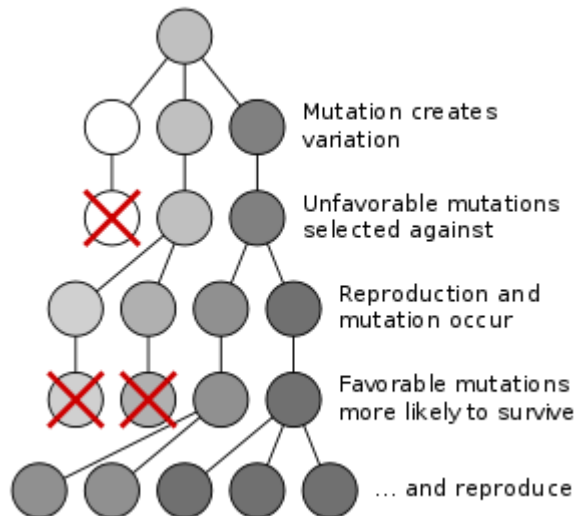 Mutation creates
variation
Unfavorable mutations
selected against
Reproduction and
mutation occur
Favorable mutations
more likely to survive
... and reproduce